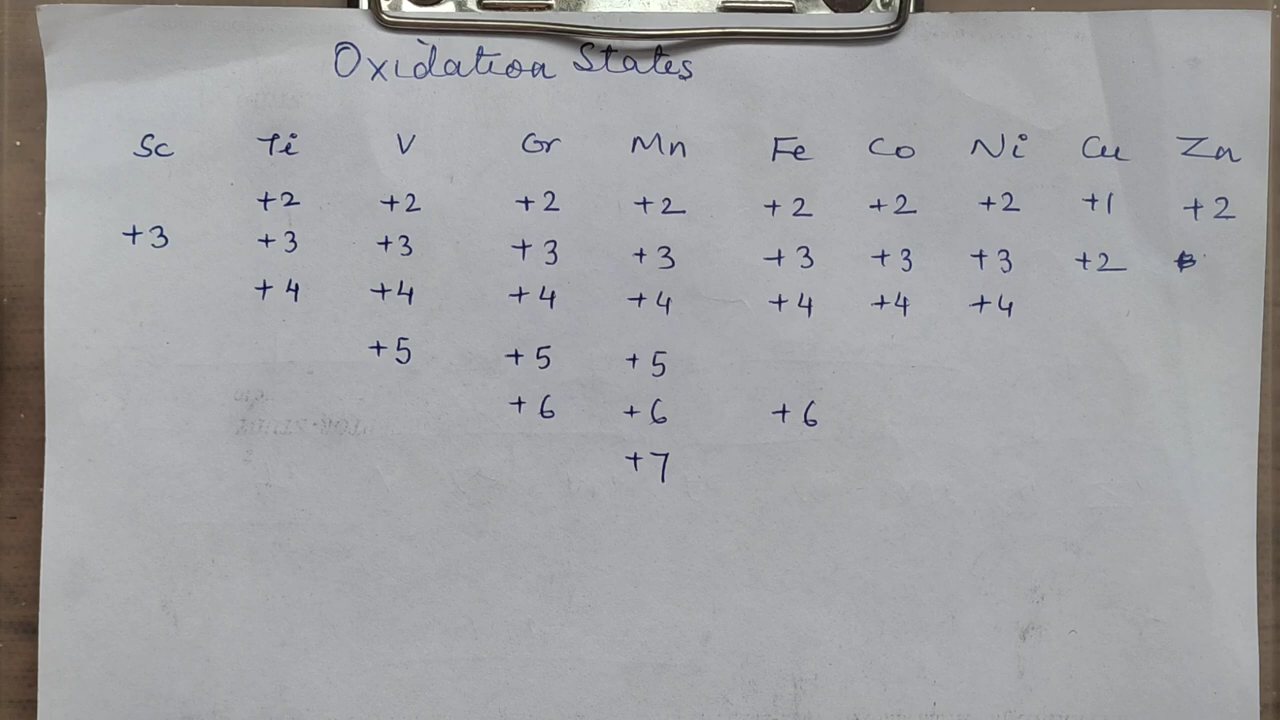 Oxidation States
Sc Ti V Cr Mn Fe Co Ni Cu Zn
+2 +2 +2 +2 +2 +2 +2 +1 +2
+3 +3 +3 +3 +3 +3 +3 +3 +2
+4 +4 +4 +4 +4 +4 +4
+5 +5 +5
+6 +6 +6
+7